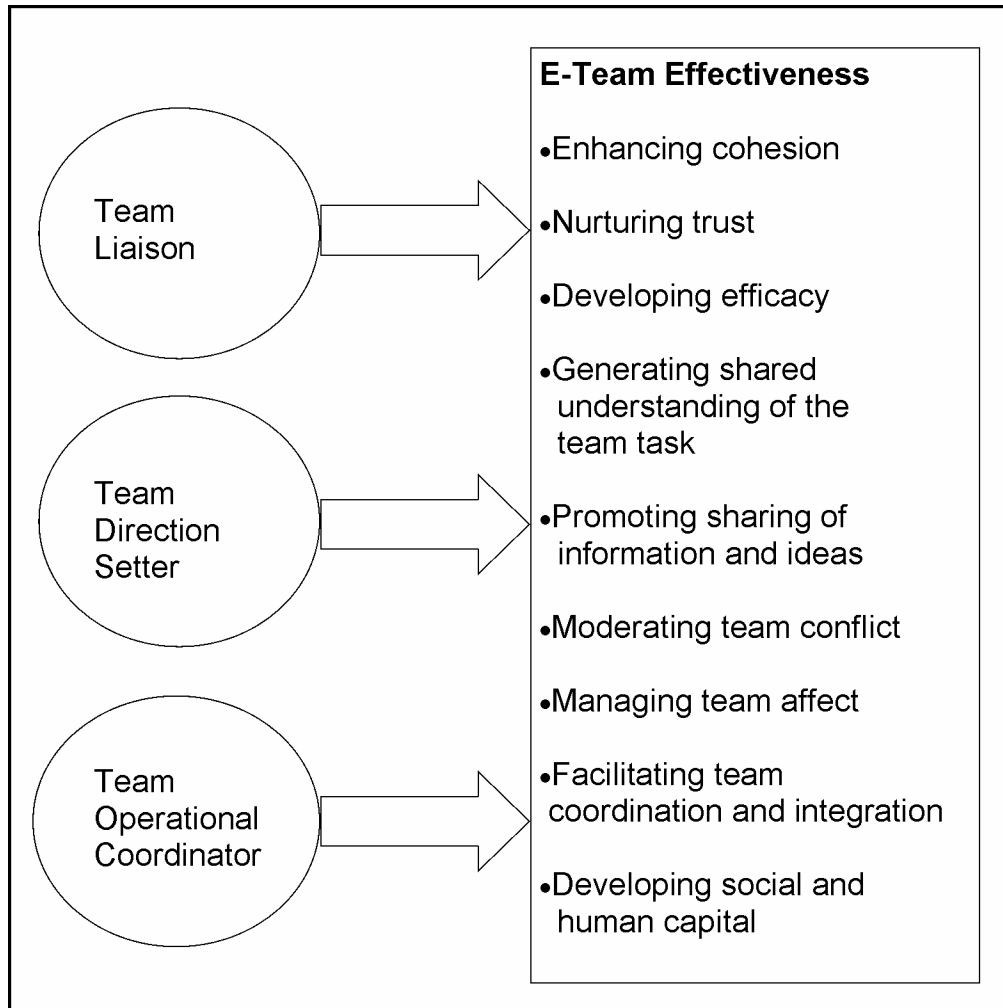 Team
Liaison
Team
Direction
Setter
Team
Operational
Coordinator
E-Team Effectiveness
•Enhancing cohesion
•Nurturing trust
•Developing efficacy
•Generating shared
understanding of the
team task
•Promoting sharing of
information and ideas
•Moderating team conflict
•Managing team affect
•Facilitating team
coordination and integration
•Developing social and
human capital